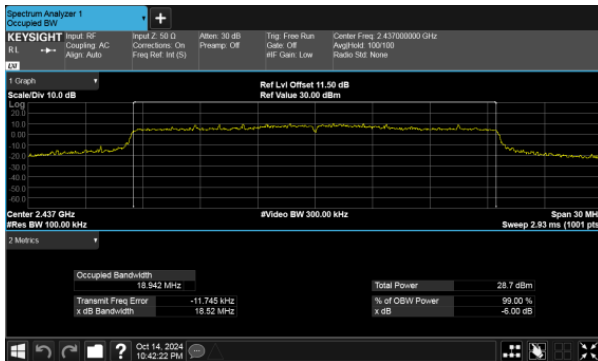 Spectrum Analyzer 1
Occupied BW
+
KEYSIGHT Input: RF Input Z: 50 Ω Atten: 30 dB Trig: Free Run Center Freq: 2.437000000 GHz
RL Coupling: AC Corrections: On Preamp: Off Gate: Off Avg|Hold: 100/100
Align: Auto Freq Ref: Int (S) #IF Gain: Low Radio Std: None
LXI
1 Graph
Ref Lvl Offset 11.50 dB
Scale/Div 10.0 dB Ref Value 30.00 dBm
Log
20.0
10.0
0.00
-10.0
-20.0
-30.0
-40.0
-50.0
-60.0
Center 2.437 GHz #Video BW 300.00 kHz Span 30 MH
#Res BW 100.00 kHz Sweep 2.93 ms (1001 pts
2 Metrics
Occupied Bandwidth
18.942 MHz Total Power 28.7 dBm
Transmit Freq Error -11.745 kHz % of OBW Power 99.00 %
x dB Bandwidth 18.52 MHz x dB -6.00 dB
? Oct 14, 2024
10:42:22 PM